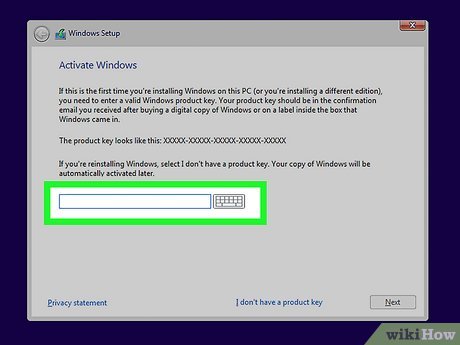 Windows Setup
Activate Windows
If this is the first time you're installing Windows on this PC (or you're installing a different edition),
you need to enter a valid Windows product key. Your product key should be in the confirmation
email you received after buying a digital copy of Windows or on a label inside the box that
Windows came in.
The product key looks like this: XXXXX-XXXXX-XXXXX-XXXXX-XXXXX
If you're reinstalling Windows, select I don't have a product key. Your copy of Windows will be
automatically activated later.
Privacy statement
I don't have a product key
Next
wikiHow